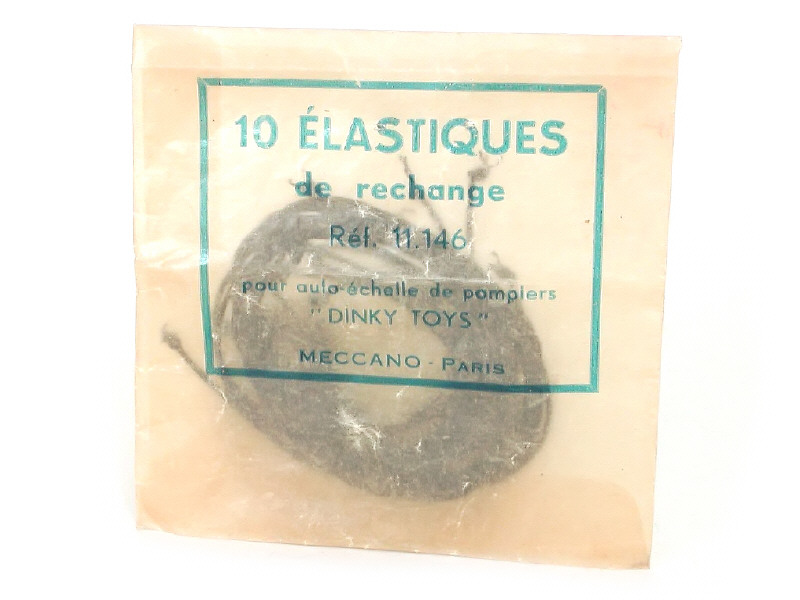 10 ÉLASTIQUES
de rechange
Réf. 11.146
pour auto-échelle de pompiers
"DINKY TOYS"
MECCANO - PARIS